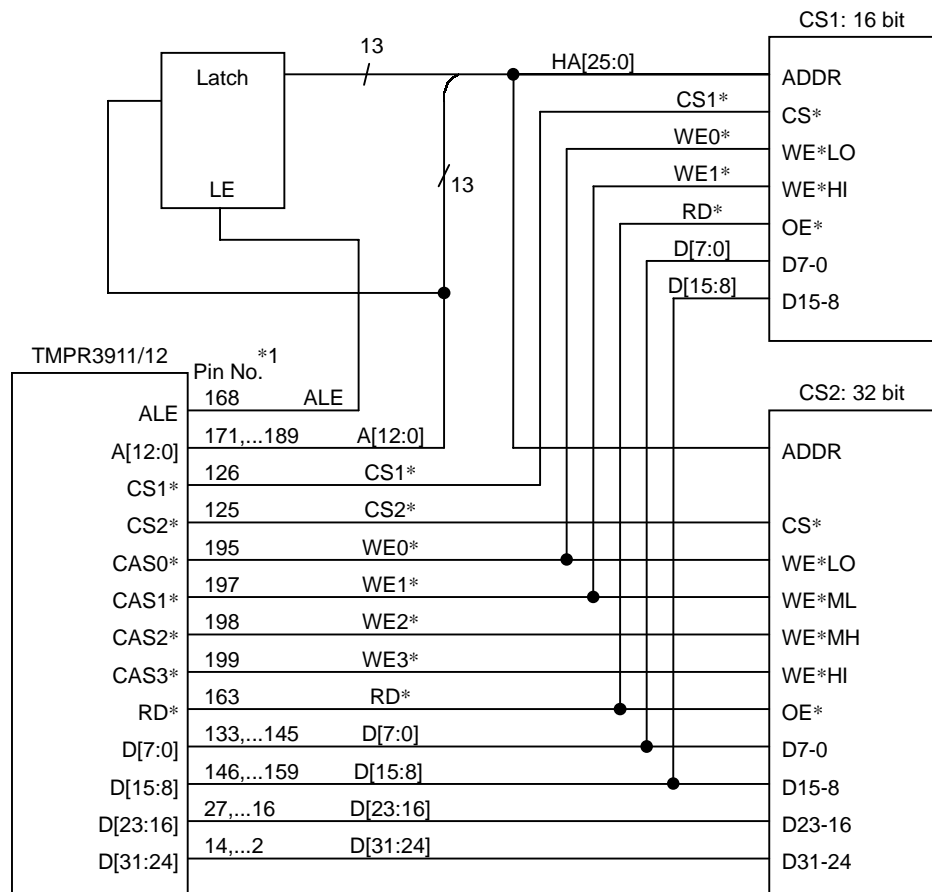 CS1: 16 bit
13
Latch
HA[25:0]
ADDR
CS1*
CS*
WE0*
WE*LO
13
WE1*
WE*HI
LE
RD*
OE*
D[7:0]
D7-0
D[15:8]
D15-8
TMPR3911/12
Pin No.*1
CS2: 32 bit
ALE 168 ALE
A[12:0] 171,...189 A[12:0] ADDR
CS1* 126 CS1*
CS2* 125 CS2* CS*
CAS0* 195 WE0* WE*LO
CAS1* 197 WE1* WE*ML
CAS2* 198 WE2* WE*MH
CAS3* 199 WE3* WE*HI
RD* 163 RD* OE*
D[7:0] 133,...145 D[7:0] D7-0
D[15:8] 146,...159 D[15:8] D15-8
D[23:16] 27,...16 D[23:16] D23-16
D[31:24] 14,...2 D[31:24] D31-24